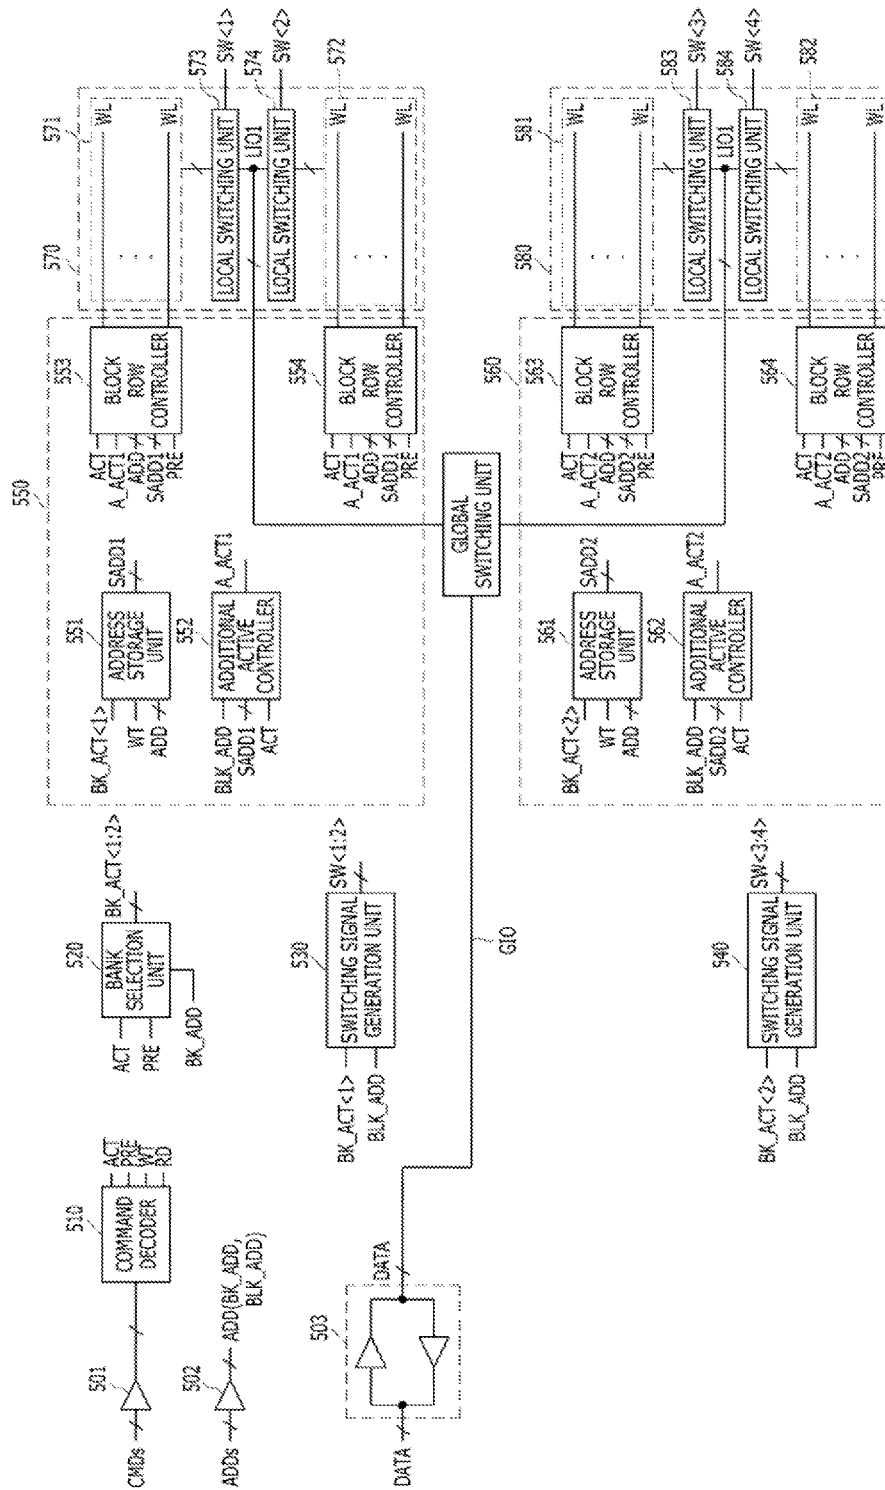 CMDs
501
510
COMMAND
DECODER
ACT
PRE
WT
RD
ADDs
502
ADD(BK_ADD,
BLK_ADD)
DATA
503
DATA
GIO
520
ACT
PRE
BK_ADD
BANK
SELECTION
UNIT
BK_ACT<1:2>
530
BK_ACT<1>
BLK_ADD
SWITCHING SIGNAL
GENERATION UNIT
SW<1:2>
540
BK_ACT<2>
BLK_ADD
SWITCHING SIGNAL
GENERATION UNIT
SW<3:4>
550
551
BK_ACT<1>
WT
ADD
ADDRESS
STORAGE
UNIT
SADD1
552
BLK_ADD
SADD1
ACT
ADDITIONAL
ACTIVE
CONTROLLER
A_ACT1
553
ACT
A_ACT1
ADD
SADD1
PRE
BLOCK
ROW
CONTROLLER
554
ACT
A_ACT1
ADD
SADD1
PRE
BLOCK
ROW
CONTROLLER
GLOBAL
SWITCHING UNIT
560
561
BK_ACT<2>
WT
ADD
ADDRESS
STORAGE
UNIT
SADD2
562
BLK_ADD
SADD2
ACT
ADDITIONAL
ACTIVE
CONTROLLER
A_ACT2
563
ACT
A_ACT2
ADD
SADD2
PRE
BLOCK
ROW
CONTROLLER
564
ACT
A_ACT2
ADD
SADD2
PRE
BLOCK
ROW
CONTROLLER
570
571
WL
WL
573
LOCAL SWITCHING UNIT
SW<1>
LIO1
574
LOCAL SWITCHING UNIT
SW<2>
572
WL
WL
580
581
WL
WL
583
LOCAL SWITCHING UNIT
SW<3>
LIO1
584
LOCAL SWITCHING UNIT
SW<4>
582
WL
WL